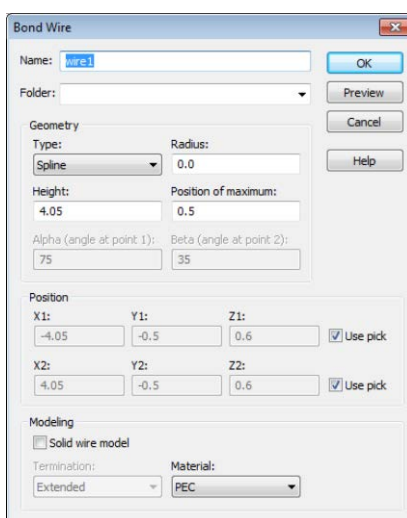 Bond Wire
Name: wire1
OK
Folder:
Preview
Cancel
Help
Geometry
Type: Radius:
Spline 0.0
Height: Position of maximum:
4.05 0.5
Alpha (angle at point 1): Beta (angle at point 2):
75 35
Position
X1: Y1: Z1:
-4.05 -0.5 0.6 Use pick
X2: Y2: Z2:
4.05 -0.5 0.6 Use pick
Modeling
Solid wire model
Termination: Material:
Extended PEC